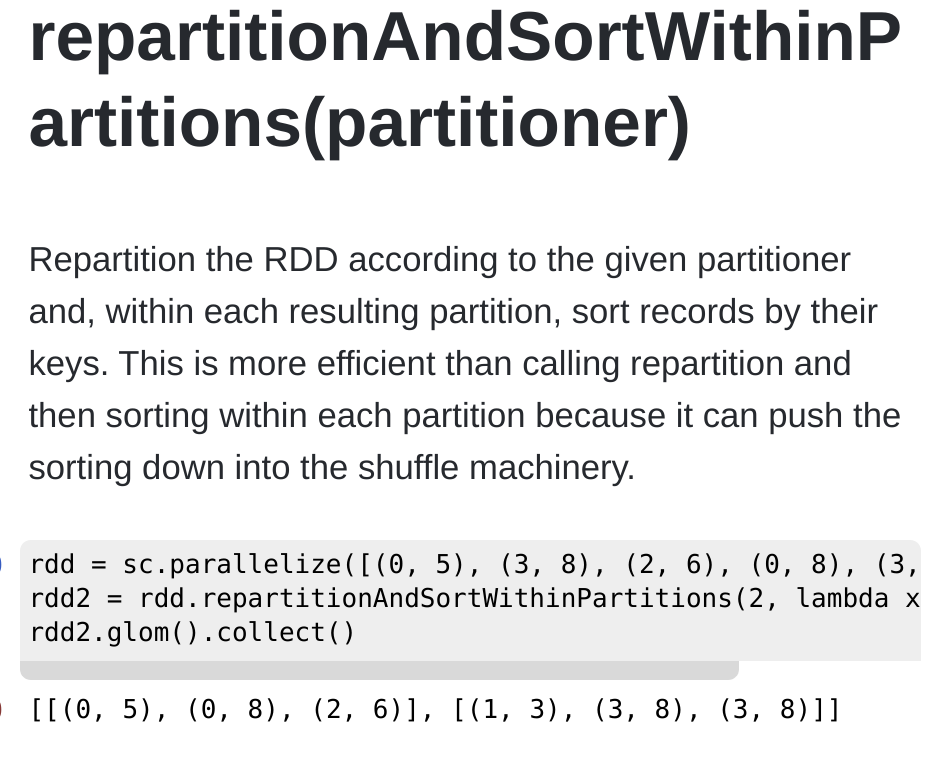 repartitionAndSortWithinP
artitions(partitioner)
Repartition the RDD according to the given partitioner
and, within each resulting partition, sort records by their
keys. This is more efficient than calling repartition and
then sorting within each partition because it can push the
sorting down into the shuffle machinery.
rdd = sc.parallelize([(0, 5), (3, 8), (2, 6), (0, 8), (3,
rdd2 = rdd.repartitionAndSortWithinPartitions(2, lambda x
rdd2.glom().collect()
[[(0, 5), (0, 8), (2, 6)], [(1, 3), (3, 8), (3, 8)]]